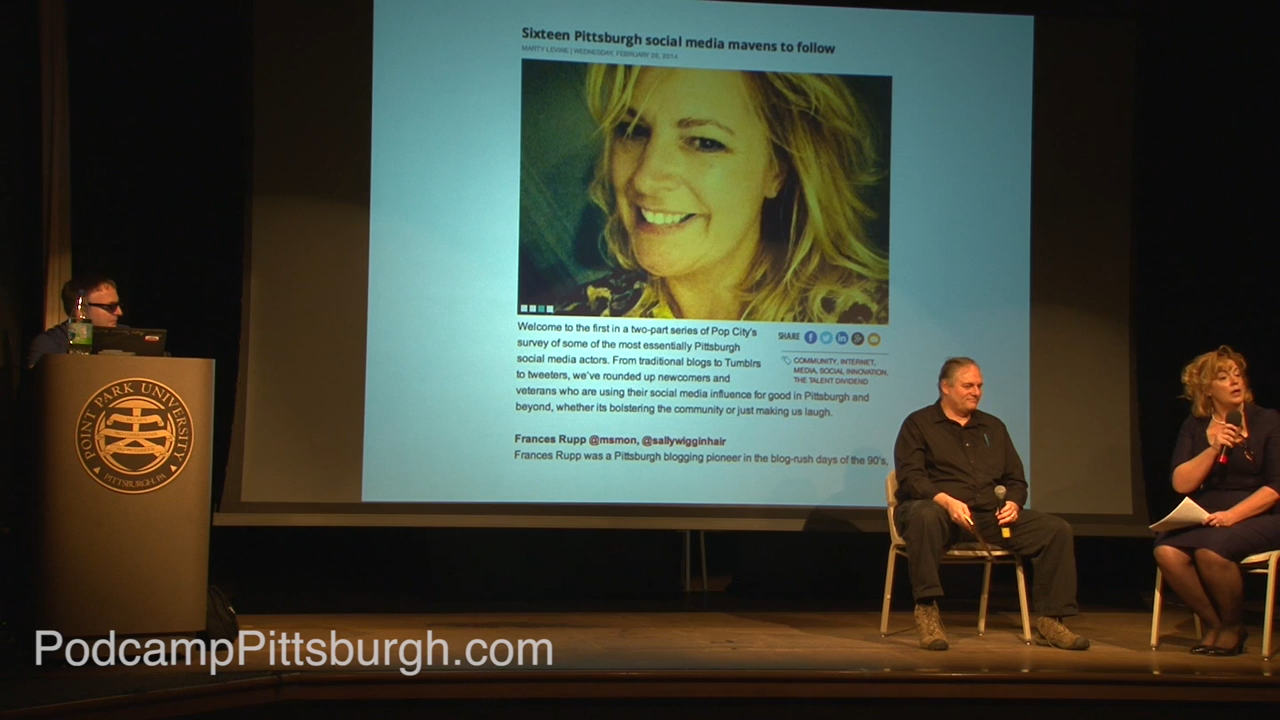 Sixteen Pittsburgh social media mavens to follow
MARTY LEVINE | WEDNESDAY, FEBRUARY 26, 2014
Welcome to the first in a two-part series of Pop City's
survey of some of the most essentially Pittsburgh
social media actors. From traditional blogs to Tumblrs
to tweeters, we've rounded up newcomers and
veterans who are using their social media influence for good in Pittsburgh and
beyond, whether its bolstering the community or just making us laugh.
SHARE
COMMUNITY, INTERNET,
MEDIA, SOCIAL INNOVATION,
THE TALENT DIVIDEND
Frances Rupp @msmon, @sallywigginhair
Frances Rupp was a Pittsburgh blogging pioneer in the blog-rush days of the 90's,
POINT PARK UNIVERSITY
PITTSBURGH, PA
PodcampPittsburgh.com